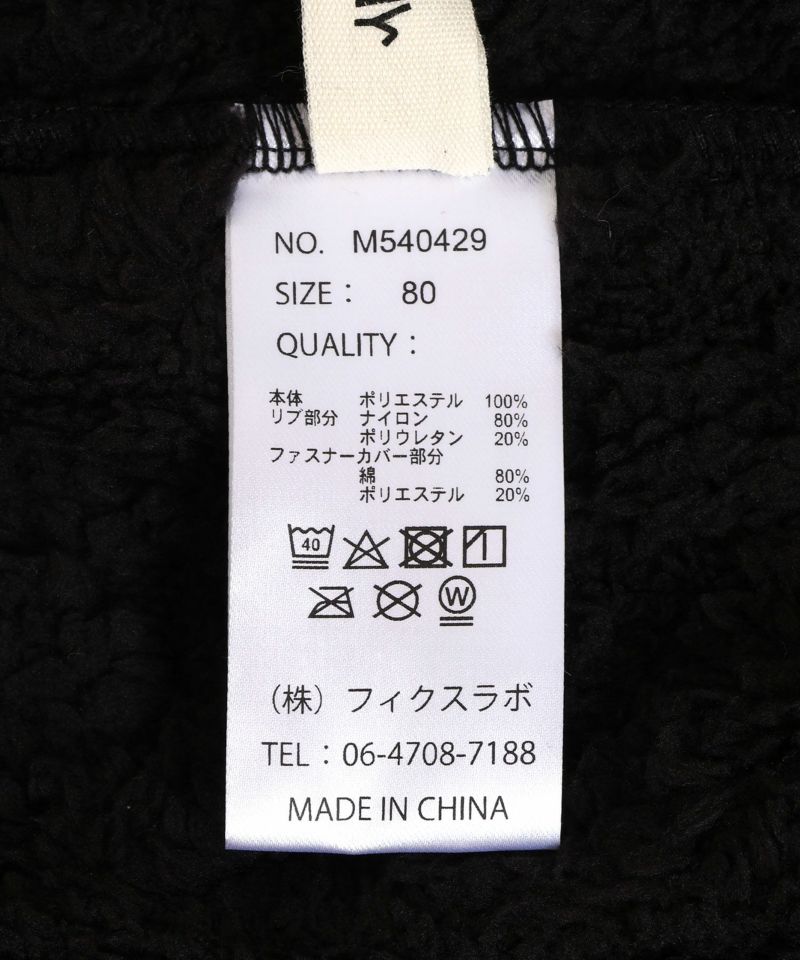 NO. M540429
SIZE： 80
QUALITY：
本体 ポリエステル 100%
リブ部分 ナイロン 80%
ポリウレタン 20%
ファスナーカバー部分
綿 80%
ポリエステル 20%
40
W
（株）フィクスラボ
TEL：06-4708-7188
MADE IN CHINA